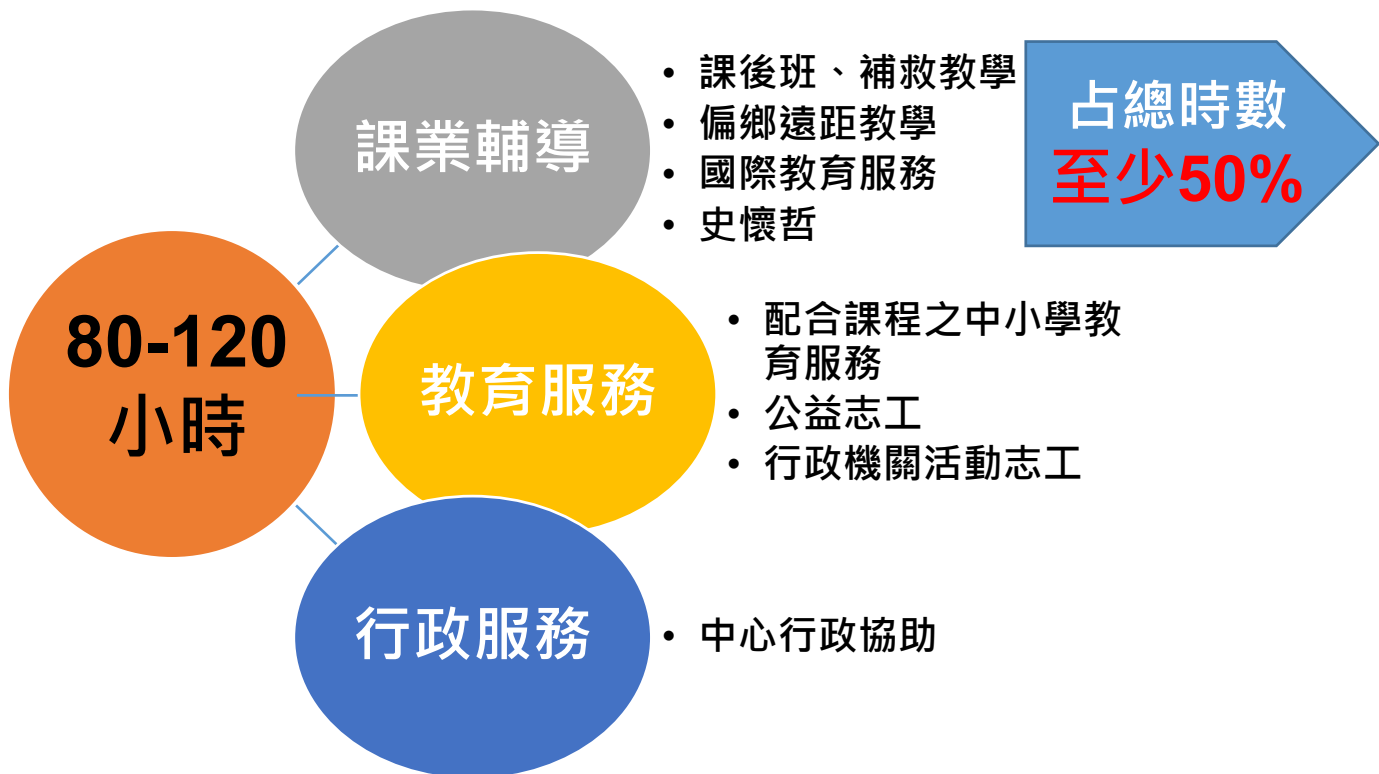 80-120
小時
課業輔導
• 課後班、補救教學
• 偏鄉遠距教學
• 國際教育服務
• 史懷哲
占總時數
至少50%
教育服務
• 配合課程之中小學教
育服務
• 公益志工
• 行政機關活動志工
行政服務
• 中心行政協助